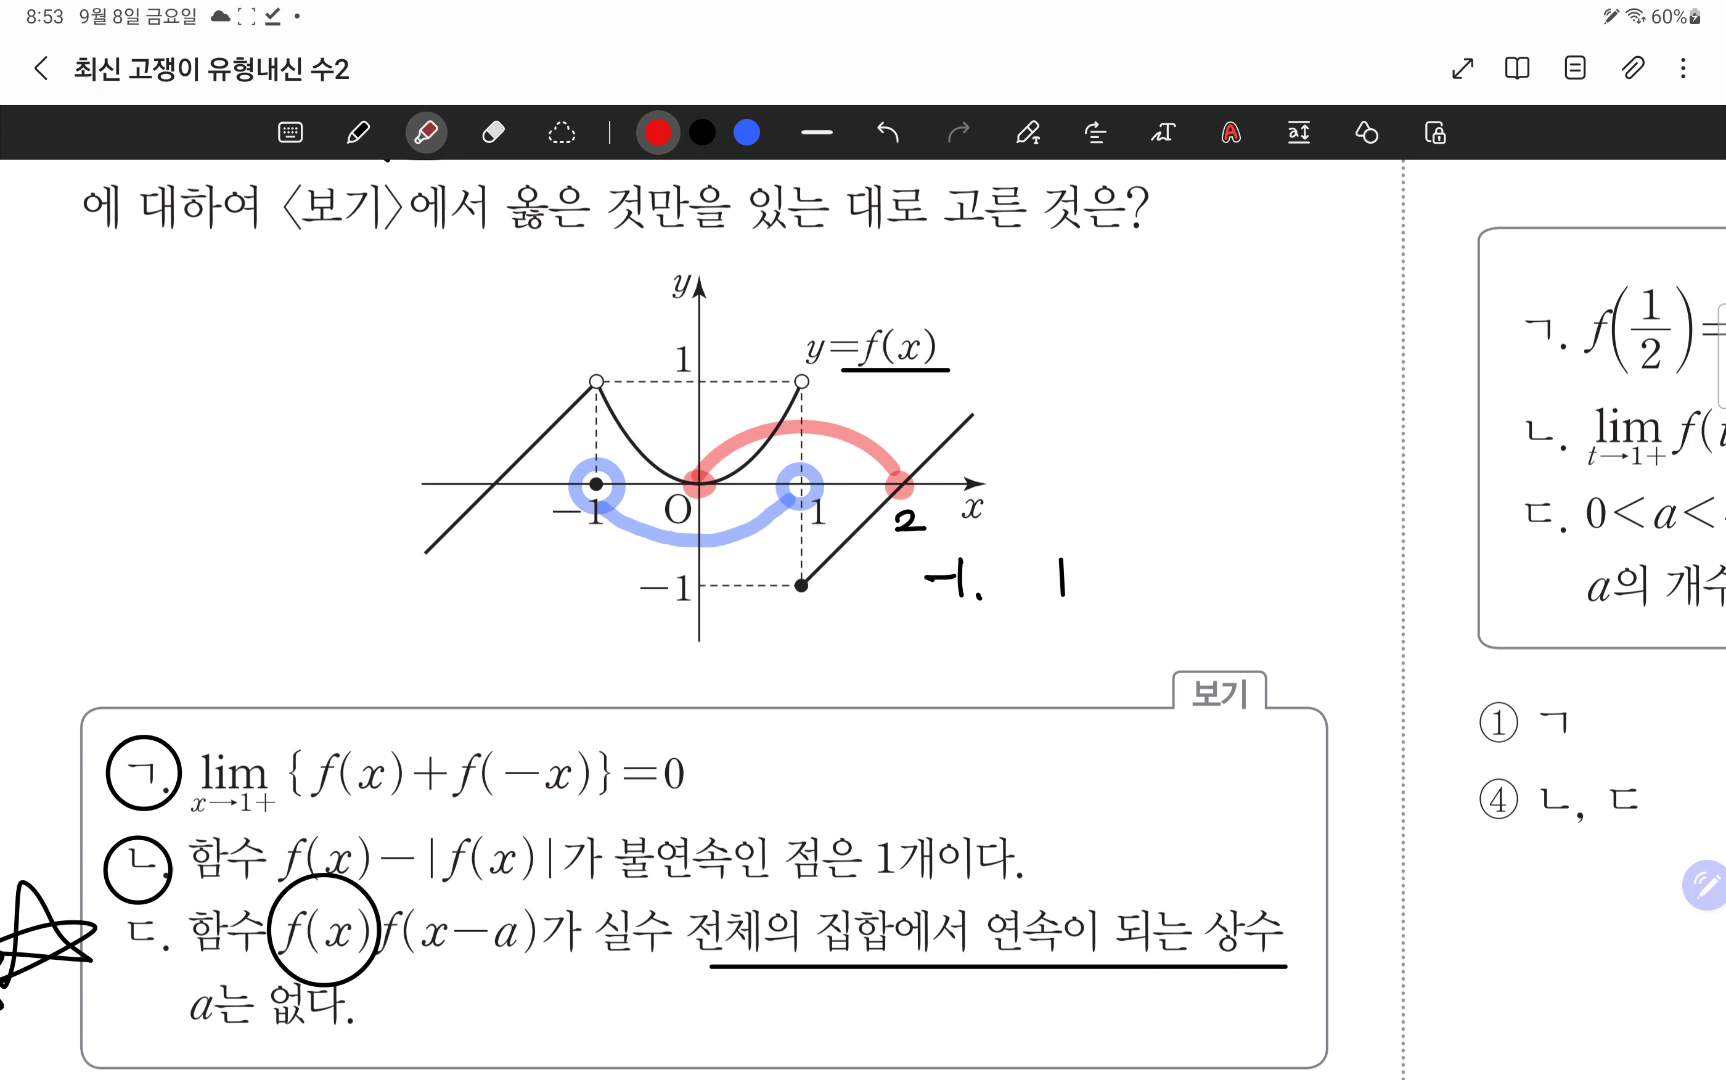 8:53 9월 8일 금요일
60%
최신 고쟁이 유형내신 수2
에 대하여 〈보기〉에서 옳은 것만을 있는 대로 고른 것은?
y
1
y=f(x)
-1
O
1
2
x
-1
-1. 1
보기
ㄱ. lim x→1+ {f(x)+f(-x)}=0
ㄴ. 함수 f(x)-|f(x)|가 불연속인 점은 1개이다.
ㄷ. 함수 f(x)f(x-a)가 실수 전체의 집합에서 연속이 되는 상수
a는 없다.
ㄱ. f(1/2)=
ㄴ. lim t→1+ f(
ㄷ. 0<a<
a의 개수
① ㄱ
④ ㄴ, ㄷ